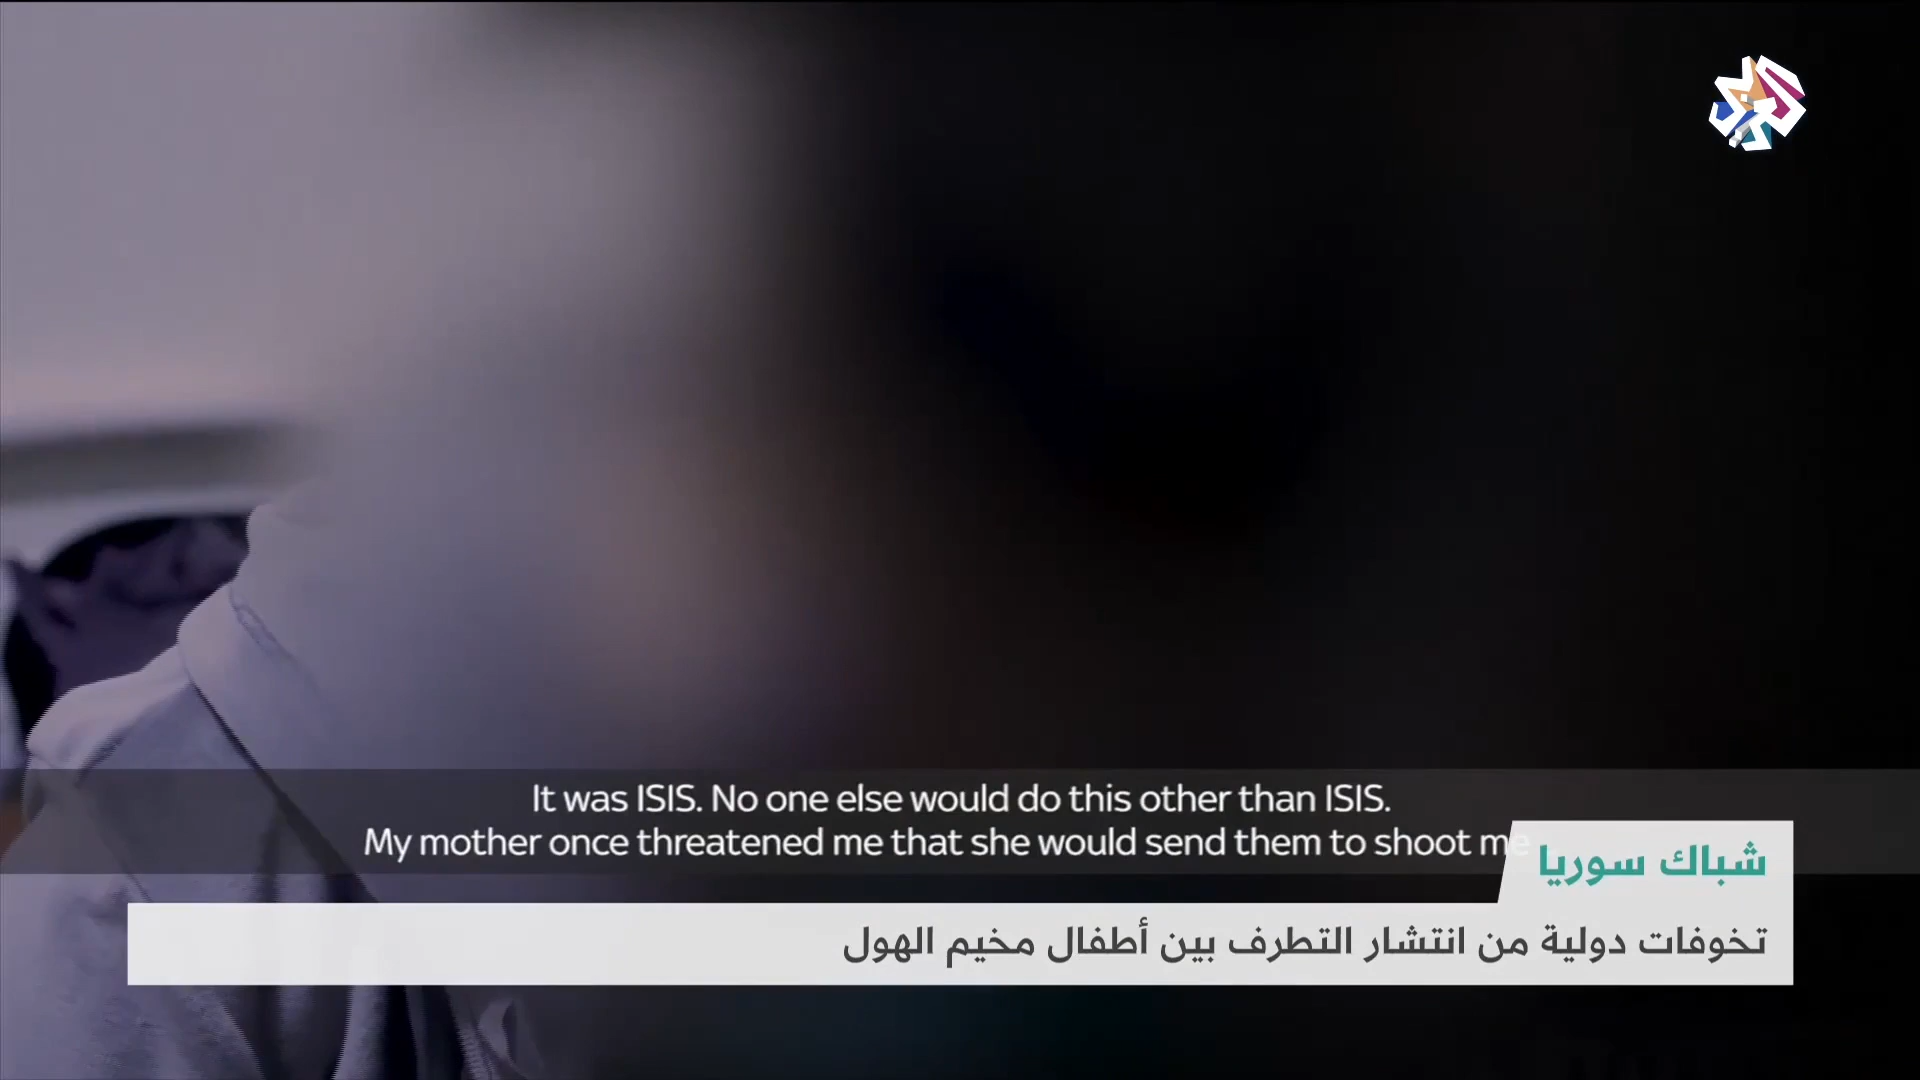 It was ISIS. No one else would do this other than ISIS.
My mother once threatened me that she would send them to shoot me
شباك سوريا
تخوفات دولية من انتشار التطرف بين أطفال مخيم الهول